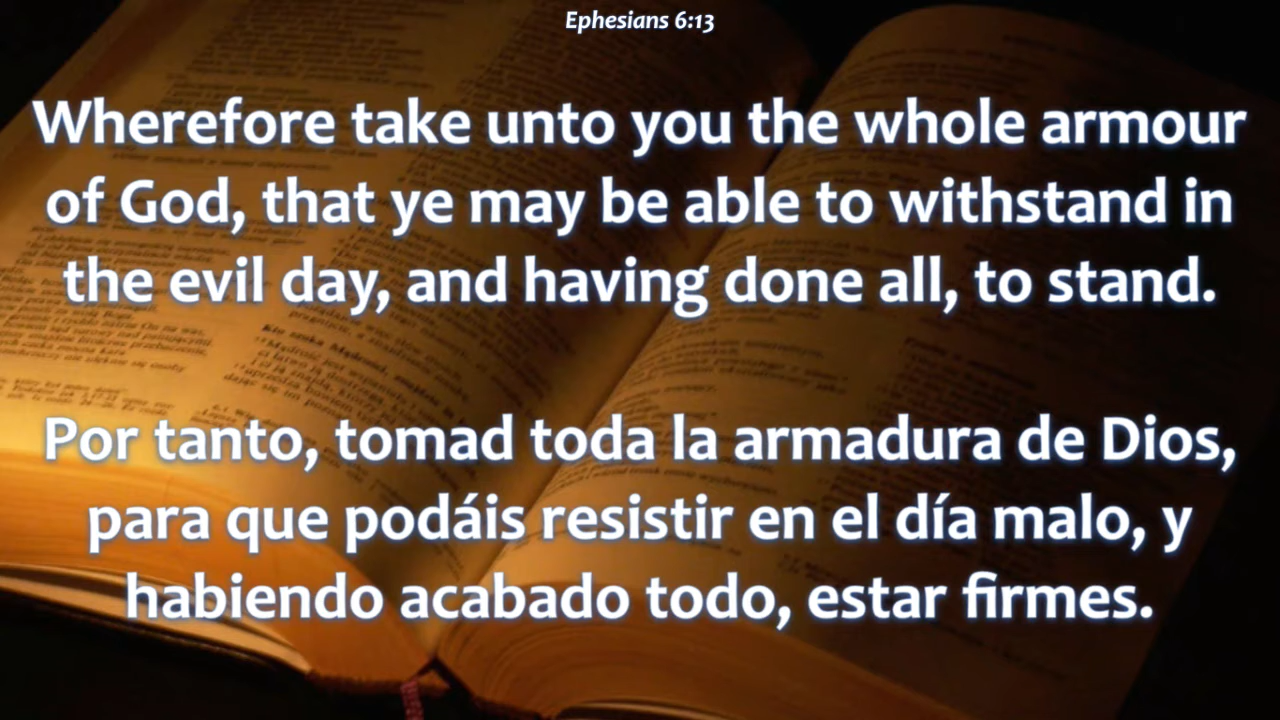 Ephesians 6:13
Wherefore take unto you the whole armour
of God, that ye may be able to withstand in
the evil day, and having done all, to stand.
Por tanto, tomad toda la armadura de Dios,
para que podáis resistir en el día malo, y
habiendo acabado todo, estar firmes.